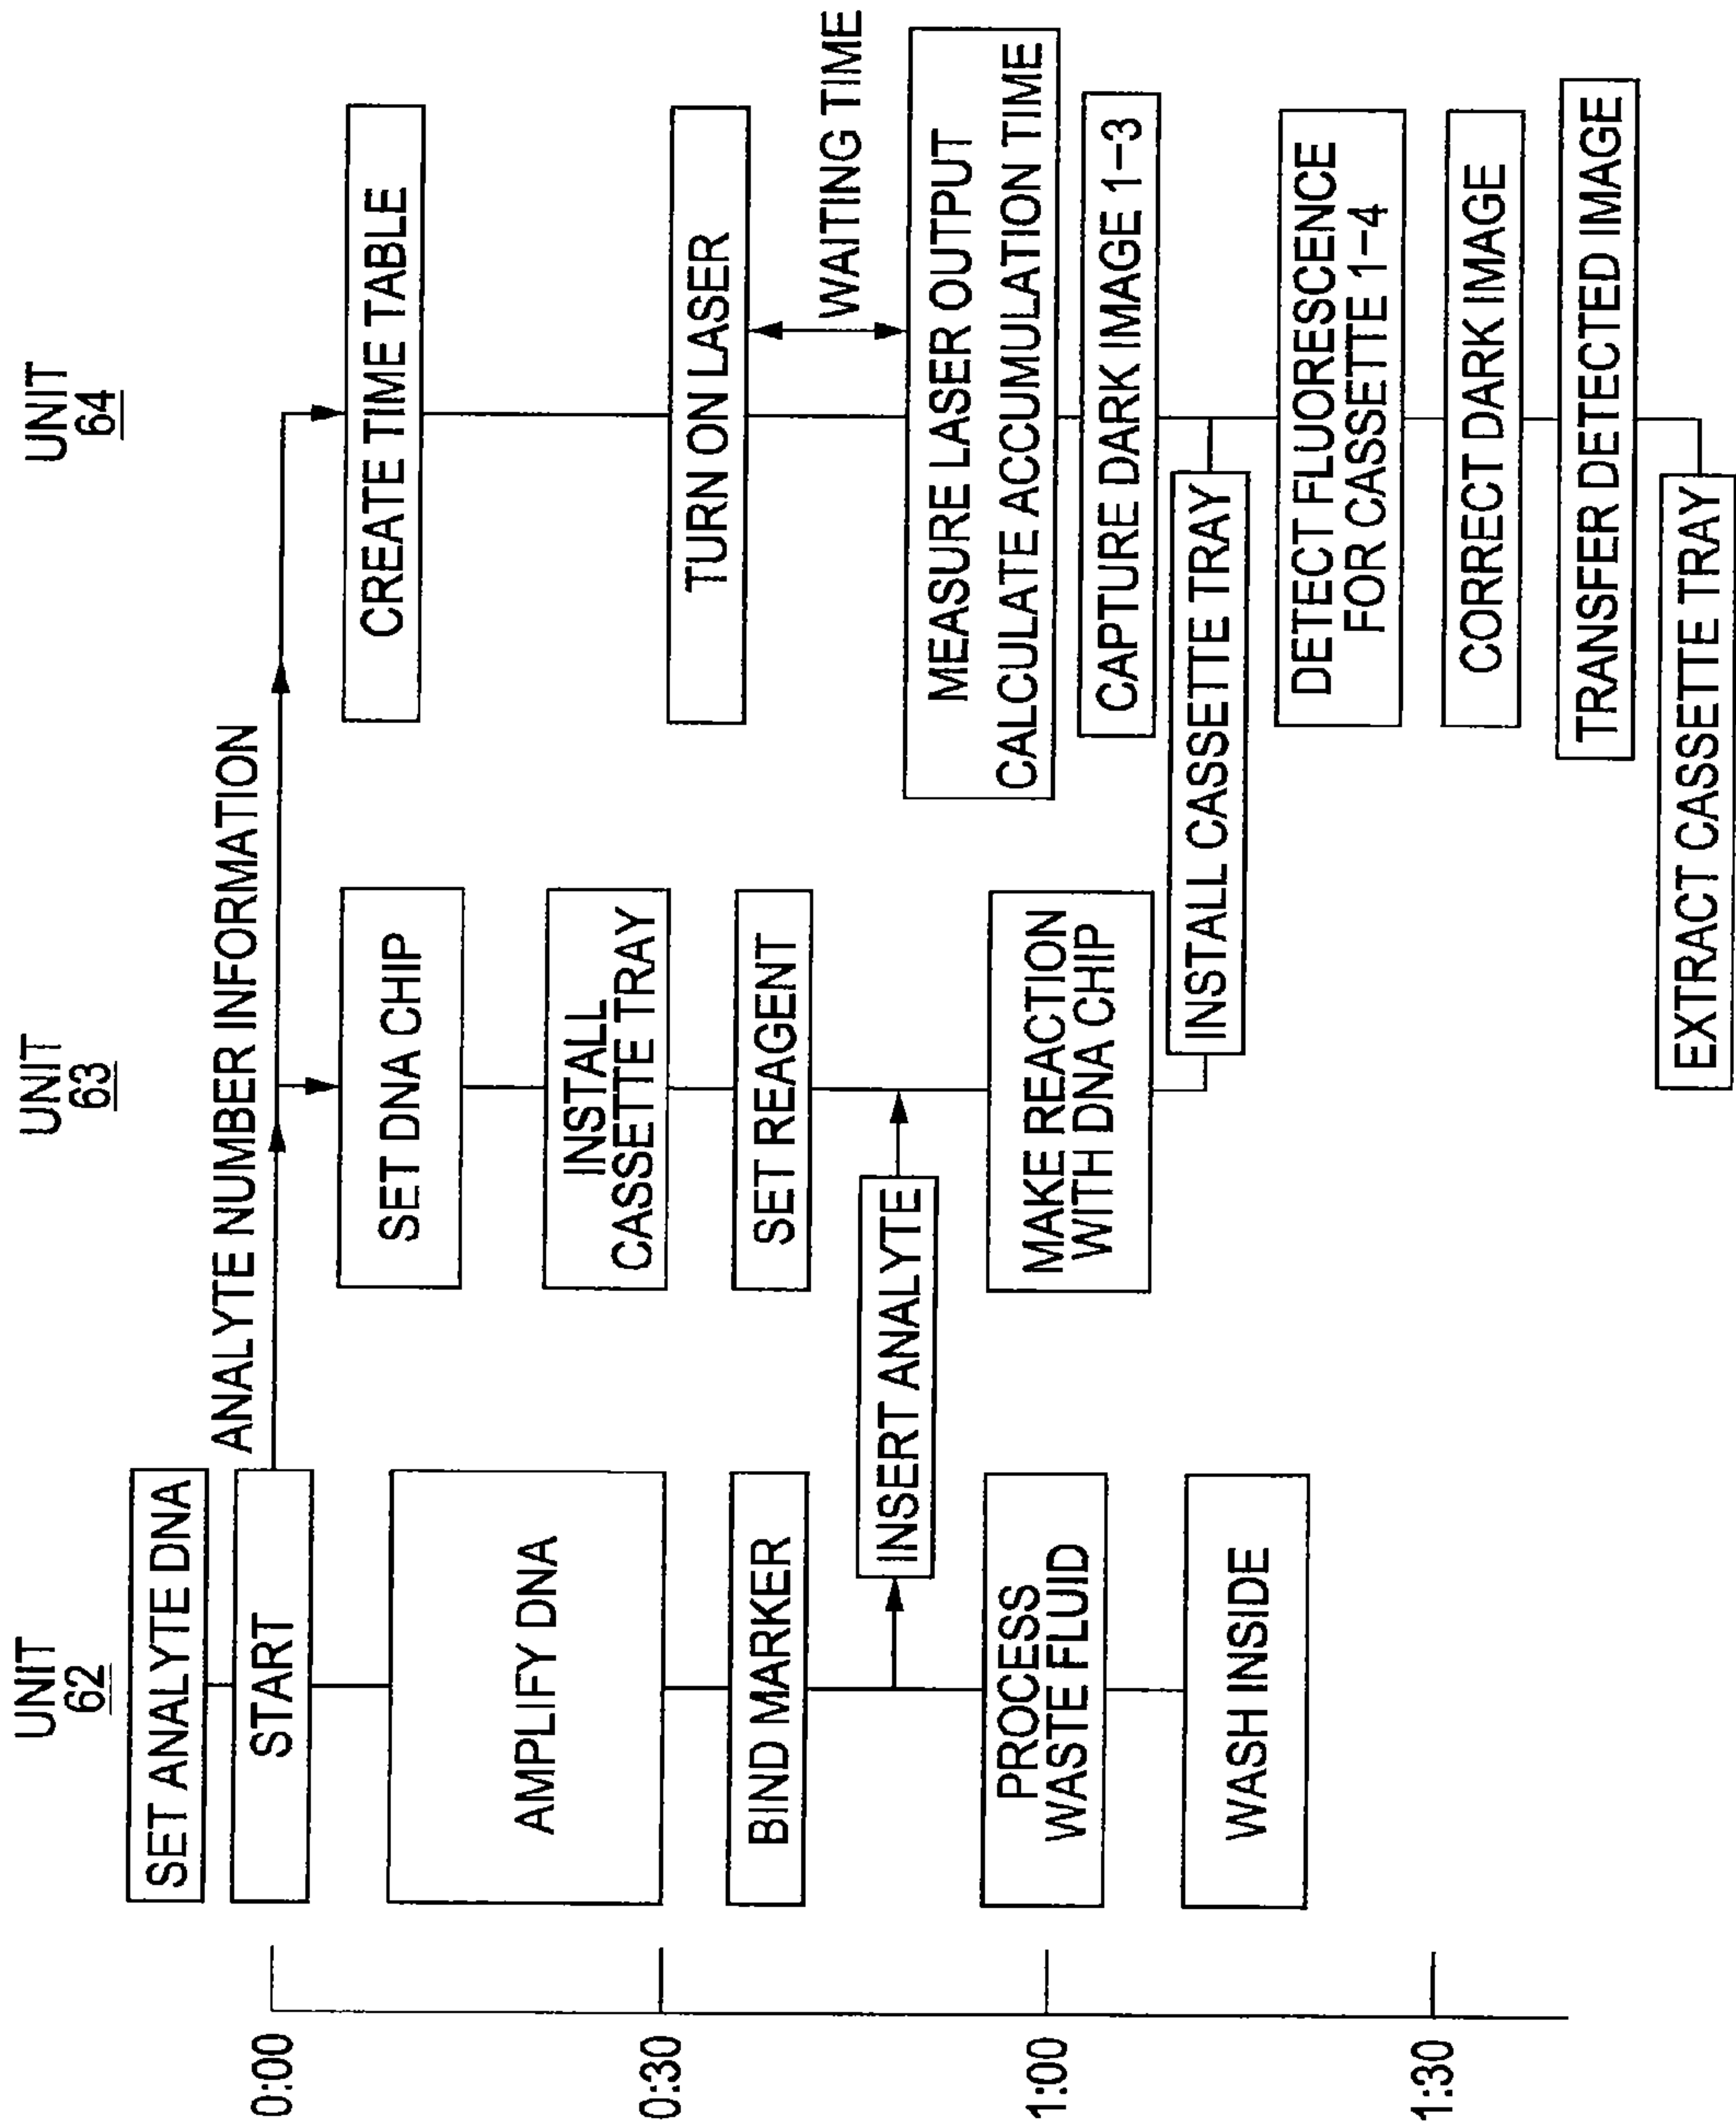 UNIT
62
SET ANALYTE DNA
START
AMPLIFY DNA
BIND MARKER
INSERT ANALYTE
PROCESS
WASTE FLUID
WASH INSIDE
UNIT
63
ANALYTE NUMBER INFORMATION
SET DNA CHIP
INSTALL
CASSETTE TRAY
SET REAGENT
MAKE REACTION
WITH DNA CHIP
INSTALL CASSETTE TRAY
UNIT
64
CREATE TIME TABLE
TURN ON LASER
WAITING TIME
MEASURE LASER OUTPUT
CALCULATE ACCUMULATION TIME
CAPTURE DARK IMAGE 1-3
DETECT FLUORESCENCE
FOR CASSETTE 1-4
CORRECT DARK IMAGE
TRANSFER DETECTED IMAGE
EXTRACT CASSETTE TRAY
0:00
0:30
1:00
1:30